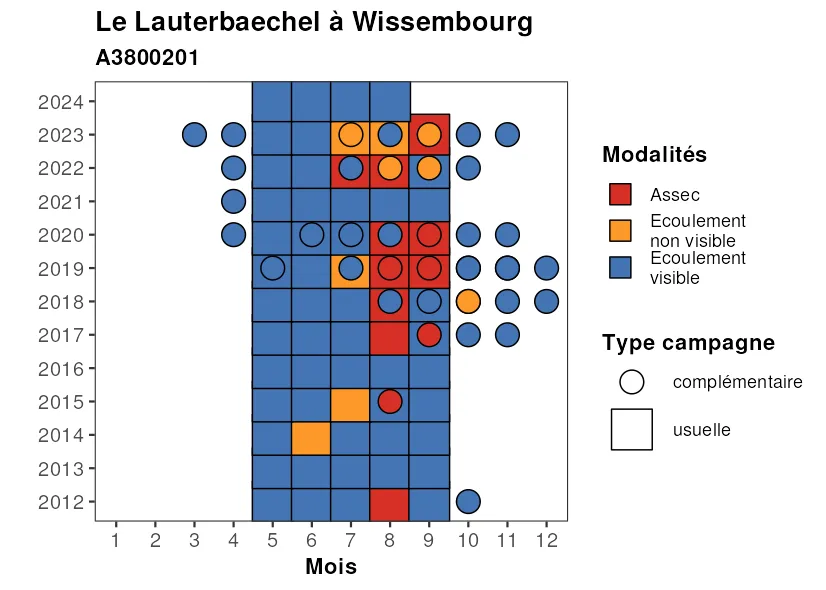 Le Lauterbaechel à Wissembourg
A3800201
2024
2023
2022
2021
2020
2019
2018
2017
2016
2015
2014
2013
2012
1 2 3 4 5 6 7 8 9 10 11 12
Mois
Modalités
Assec
Ecoulement
non visible
Ecoulement
visible
Type campagne
complémentaire
usuelle